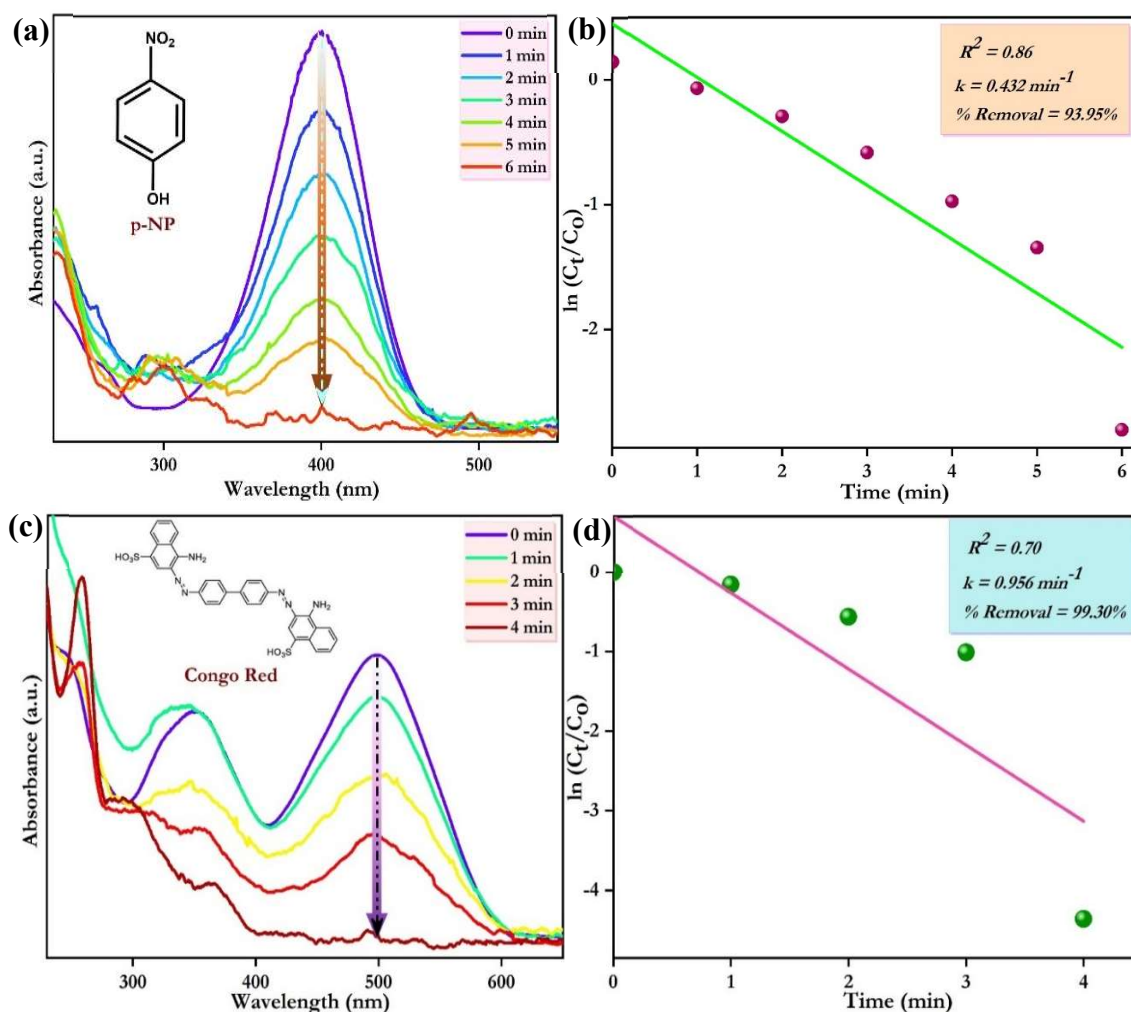 (a)
NO₂
OH
p-NP
0 min
1 min
2 min
3 min
4 min
5 min
6 min
Absorbance (a.u.)
300
400
500
Wavelength (nm)
(b)
R² = 0.86
k = 0.432 min⁻¹
% Removal = 93.95%
ln (Cₜ/Cₒ)
0
-1
-2
0
1
2
3
4
5
6
Time (min)
(c)
NH₂
SO₃H
HO₃S
N
N
N
N
NH₂
HO₃S
Congo Red
0 min
1 min
2 min
3 min
4 min
Absorbance (a.u.)
300
400
500
600
Wavelength (nm)
(d)
R² = 0.70
k = 0.956 min⁻¹
% Removal = 99.30%
ln (Cₜ/Cₒ)
0
-1
-2
-3
-4
0
1
2
3
4
Time (min)